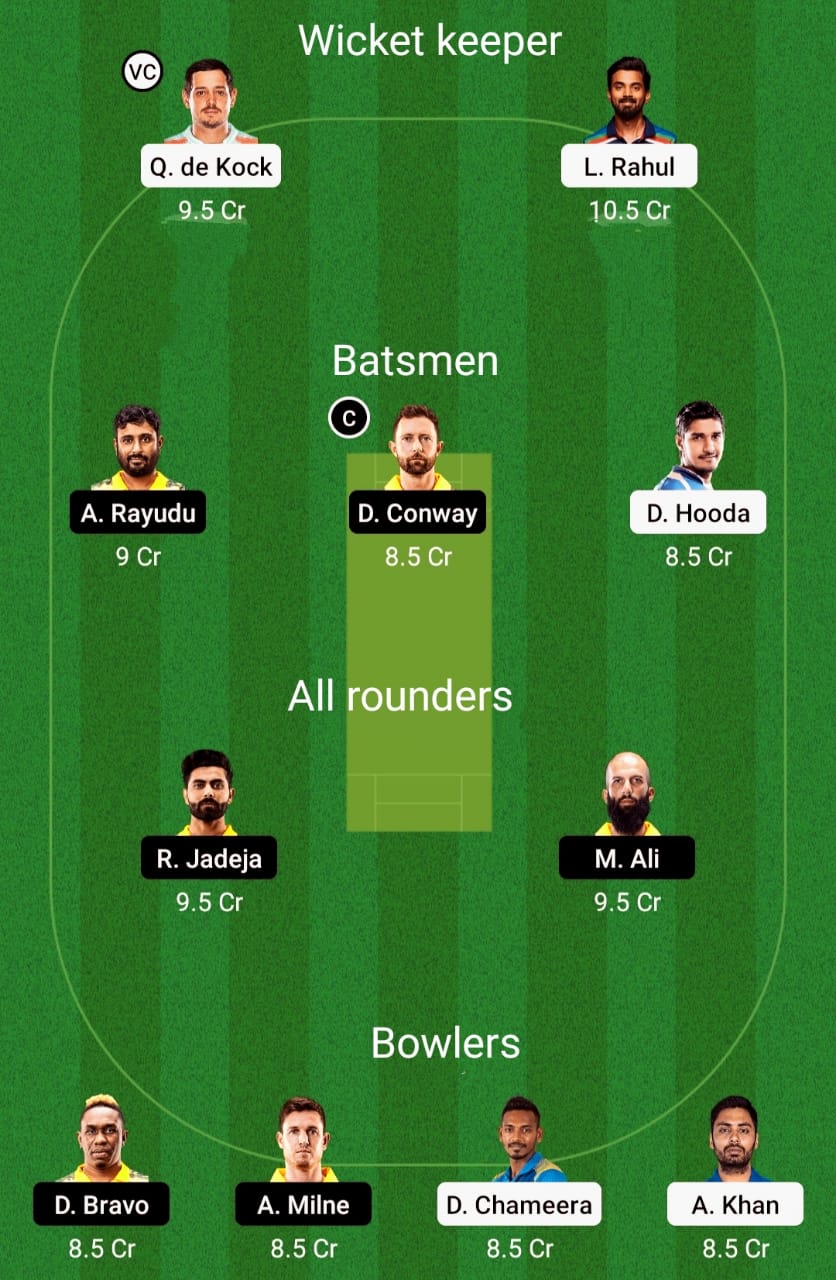 Wicket keeper
VC
Q. de Kock
L. Rahul
9.5 Cr
10.5 Cr
Batsmen
C
A. Rayudu
D. Conway
D. Hooda
9 Cr
8.5 Cr
8.5 Cr
All rounders
R. Jadeja
M. Ali
9.5 Cr
9.5 Cr
Bowlers
D. Bravo
A. Milne
D. Chameera
A. Khan
8.5 Cr
8.5 Cr
8.5 Cr
8.5 Cr